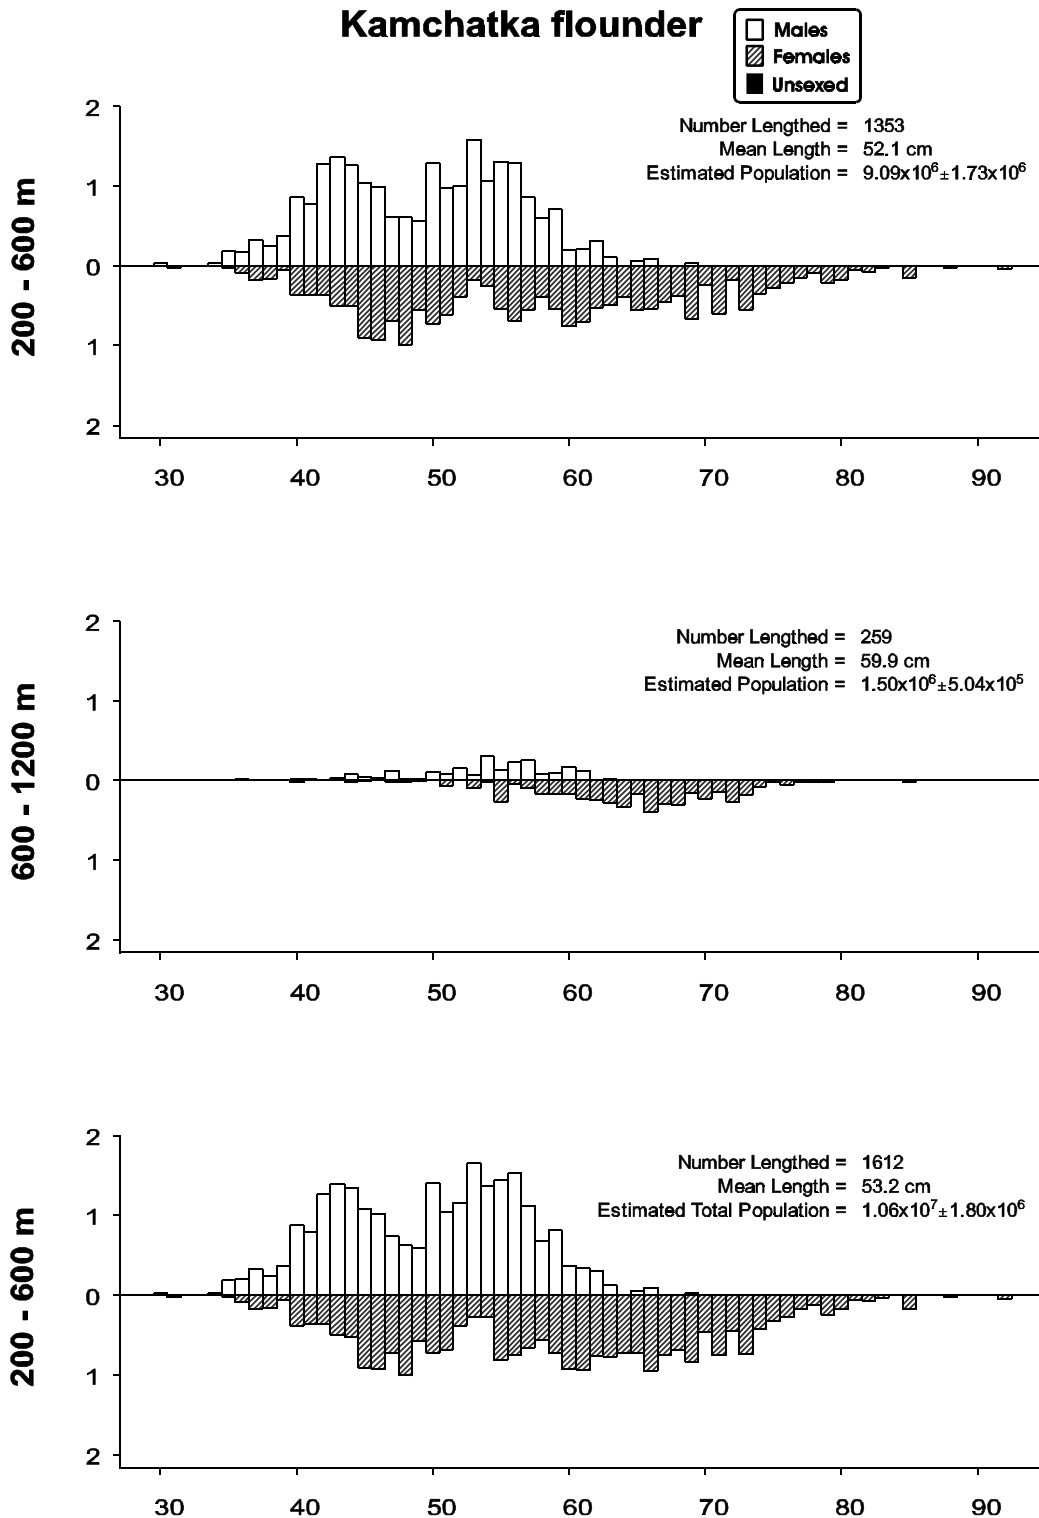 Kamchatka flounder
Males
Females
Unsexed
200 - 600 m
Number Lengthed = 1353
Mean Length = 52.1 cm
Estimated Population = 9.09x10⁶±1.73x10⁶
2
1
0
1
2
30 40 50 60 70 80 90
600 - 1200 m
Number Lengthed = 259
Mean Length = 59.9 cm
Estimated Population = 1.50x10⁶±5.04x10⁵
2
1
0
1
2
30 40 50 60 70 80 90
200 - 600 m
Number Lengthed = 1612
Mean Length = 53.2 cm
Estimated Total Population = 1.06x10⁷±1.80x10⁶
2
1
0
1
2
30 40 50 60 70 80 90